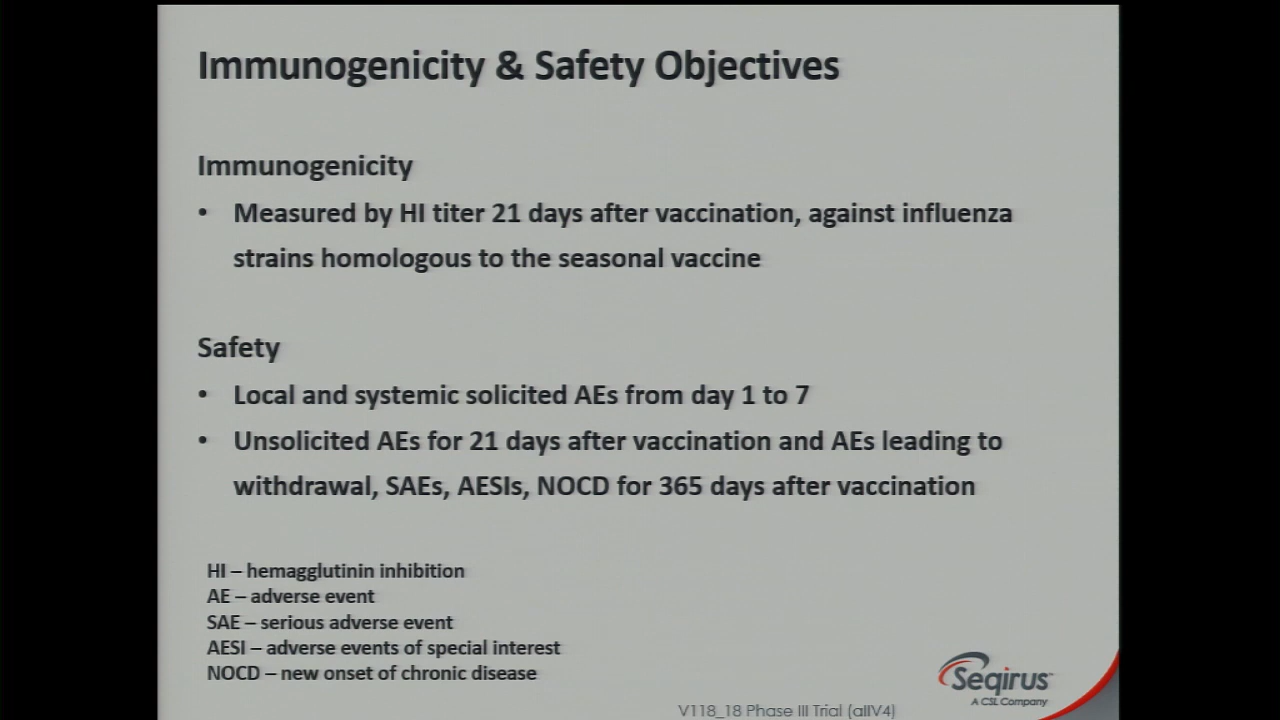 Immunogenicity & Safety Objectives
Immunogenicity
• Measured by HI titer 21 days after vaccination, against influenza
strains homologous to the seasonal vaccine
Safety
• Local and systemic solicited AEs from day 1 to 7
• Unsolicited AEs for 21 days after vaccination and AEs leading to
withdrawal, SAEs, AESIs, NOCD for 365 days after vaccination
HI – hemagglutinin inhibition
AE – adverse event
SAE – serious adverse event
AESI – adverse events of special interest
NOCD – new onset of chronic disease
Seqirus™
A CSL Company
V118_18 Phase III Trial (aIIV4)